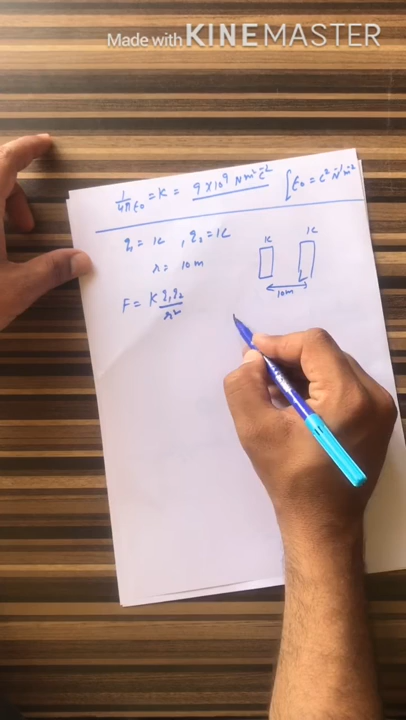 Made with KINEMASTER
1/4πε₀ = K = 9 x 10⁹ Nm²C⁻² [ε₀ = C² N⁻¹m⁻²
q₁ = 1C , q₂ = 1C
r = 10m
1C 1C
10m
F = K q₁q₂/r²